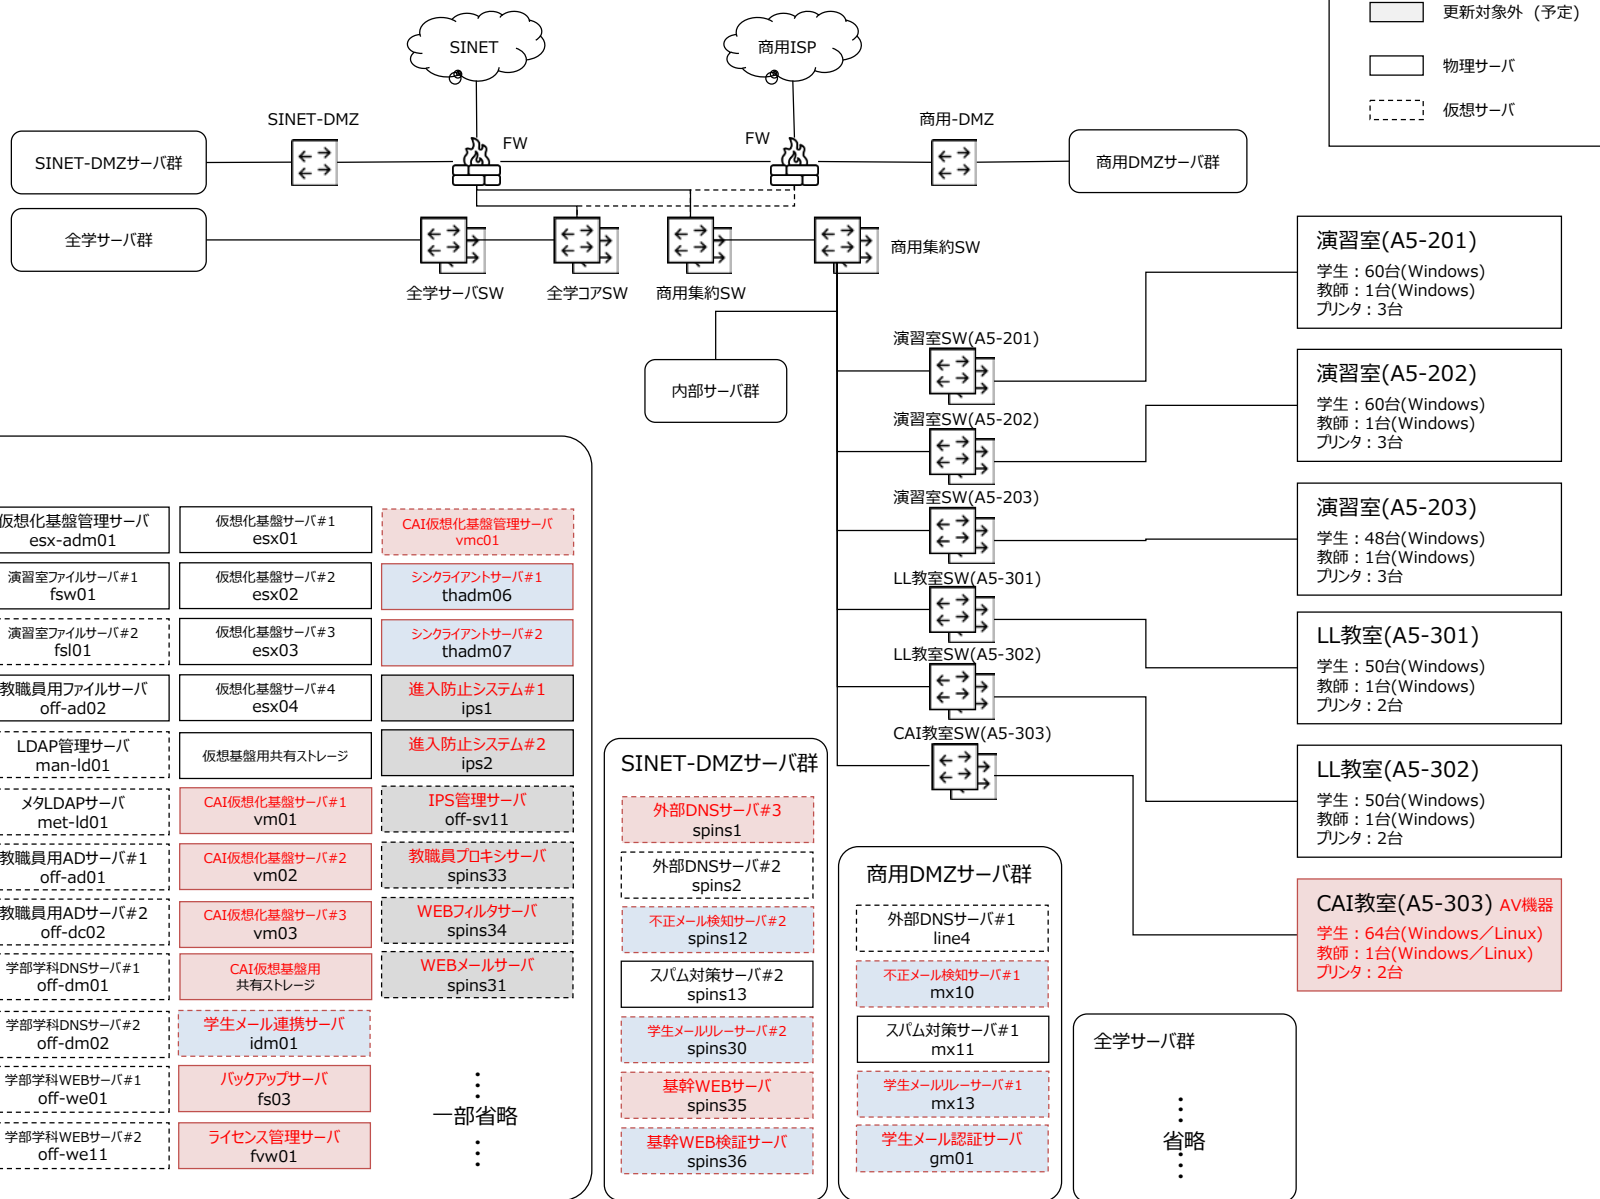 更新対象外（予定）
物理サーバ
仮想サーバ
SINET
商用ISP
SINET-DMZ
FW
FW
商用-DMZ
SINET-DMZサーバ群
商用DMZサーバ群
全学サーバ群
全学サーバSW
全学コアSW
商用集約SW
商用集約SW
内部サーバ群
演習室SW(A5-201)
演習室SW(A5-202)
演習室SW(A5-203)
LL教室SW(A5-301)
LL教室SW(A5-302)
CAI教室SW(A5-303)
演習室(A5-201)
学生：60台(Windows)
教師：1台(Windows)
プリンタ：3台
演習室(A5-202)
学生：60台(Windows)
教師：1台(Windows)
プリンタ：3台
演習室(A5-203)
学生：48台(Windows)
教師：1台(Windows)
プリンタ：3台
LL教室(A5-301)
学生：50台(Windows)
教師：1台(Windows)
プリンタ：2台
LL教室(A5-302)
学生：50台(Windows)
教師：1台(Windows)
プリンタ：2台
CAI教室(A5-303) AV機器
学生：64台(Windows／Linux)
教師：1台(Windows／Linux)
プリンタ：2台
仮想化基盤管理サーバ
esx-adm01
演習室ファイルサーバ#1
fsw01
演習室ファイルサーバ#2
fsl01
教職員用ファイルサーバ
off-ad02
LDAP管理サーバ
man-ld01
メタLDAPサーバ
met-ld01
教職員用ADサーバ#1
off-ad01
教職員用ADサーバ#2
off-dc02
学部学科DNSサーバ#1
off-dm01
学部学科DNSサーバ#2
off-dm02
学部学科WEBサーバ#1
off-we01
学部学科WEBサーバ#2
off-we11
仮想化基盤サーバ#1
esx01
仮想化基盤サーバ#2
esx02
仮想化基盤サーバ#3
esx03
仮想化基盤サーバ#4
esx04
仮想基盤用共有ストレージ
CAI仮想化基盤サーバ#1
vm01
CAI仮想化基盤サーバ#2
vm02
CAI仮想化基盤サーバ#3
vm03
CAI仮想基盤用
共有ストレージ
学生メール連携サーバ
idm01
バックアップサーバ
fs03
ライセンス管理サーバ
fvw01
CAI仮想化基盤管理サーバ
vmc01
シンクライアントサーバ#1
thadm06
シンクライアントサーバ#2
thadm07
進入防止システム#1
ips1
進入防止システム#2
ips2
IPS管理サーバ
off-sv11
教職員プロキシサーバ
spins33
WEBフィルタサーバ
spins34
WEBメールサーバ
spins31
一部省略
SINET-DMZサーバ群
外部DNSサーバ#3
spins1
外部DNSサーバ#2
spins2
不正メール検知サーバ#2
spins12
スパム対策サーバ#2
spins13
学生メールリレーサーバ#2
spins30
基幹WEBサーバ
spins35
基幹WEB検証サーバ
spins36
商用DMZサーバ群
外部DNSサーバ#1
line4
不正メール検知サーバ#1
mx10
スパム対策サーバ#1
mx11
学生メールリレーサーバ#1
mx13
学生メール認証サーバ
gm01
全学サーバ群
省略